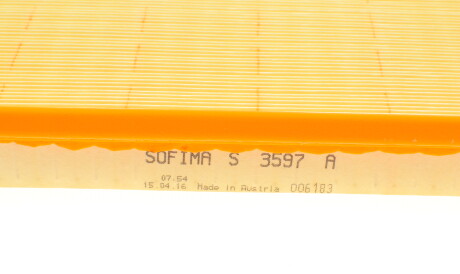 SOFIMA S 3597 A
07:54
15.04.16 Made in Austria 006183